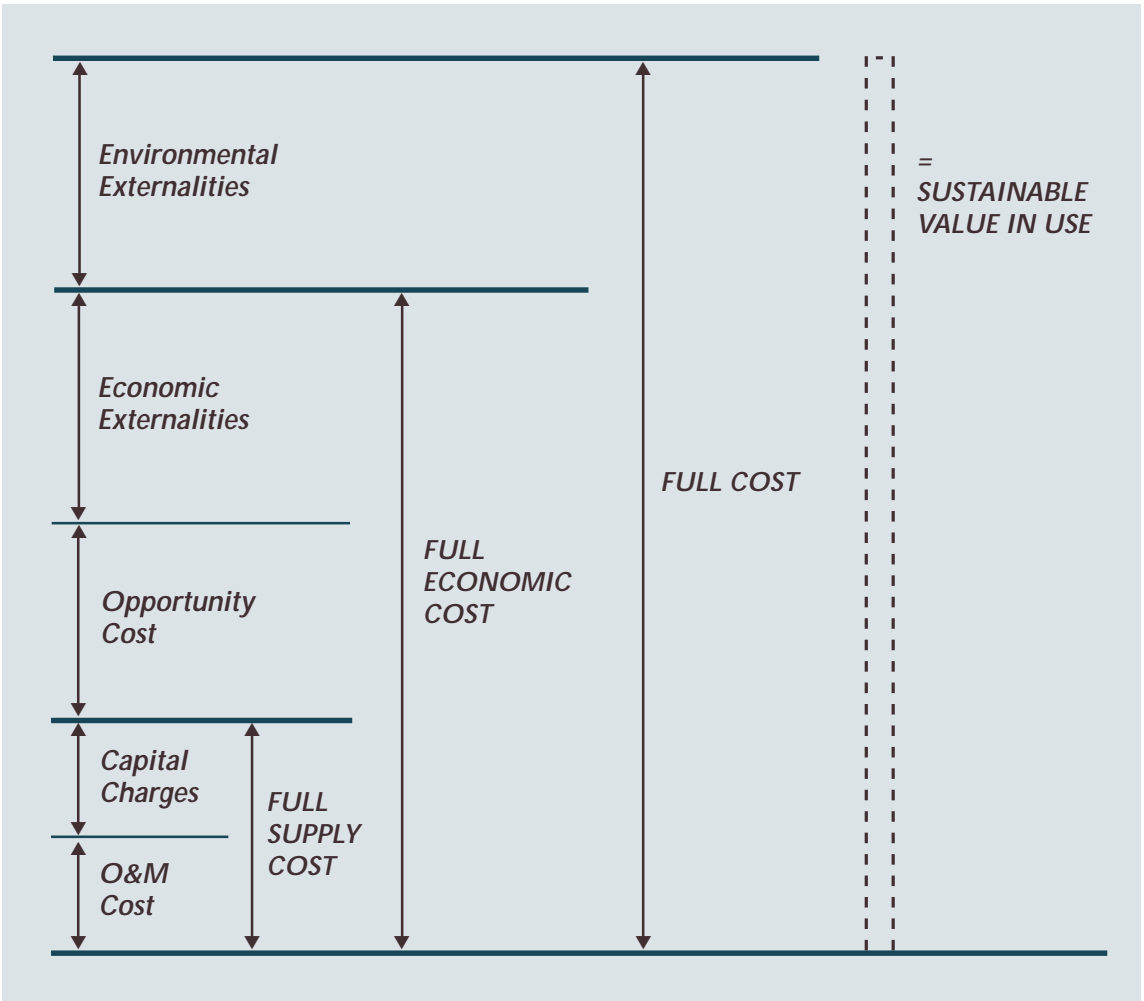 Environmental
Externalities
=
SUSTAINABLE
VALUE IN USE
Economic
Externalities
FULL COST
FULL
ECONOMIC
COST
Opportunity
Cost
Capital
Charges
FULL
SUPPLY
COST
O&M
Cost